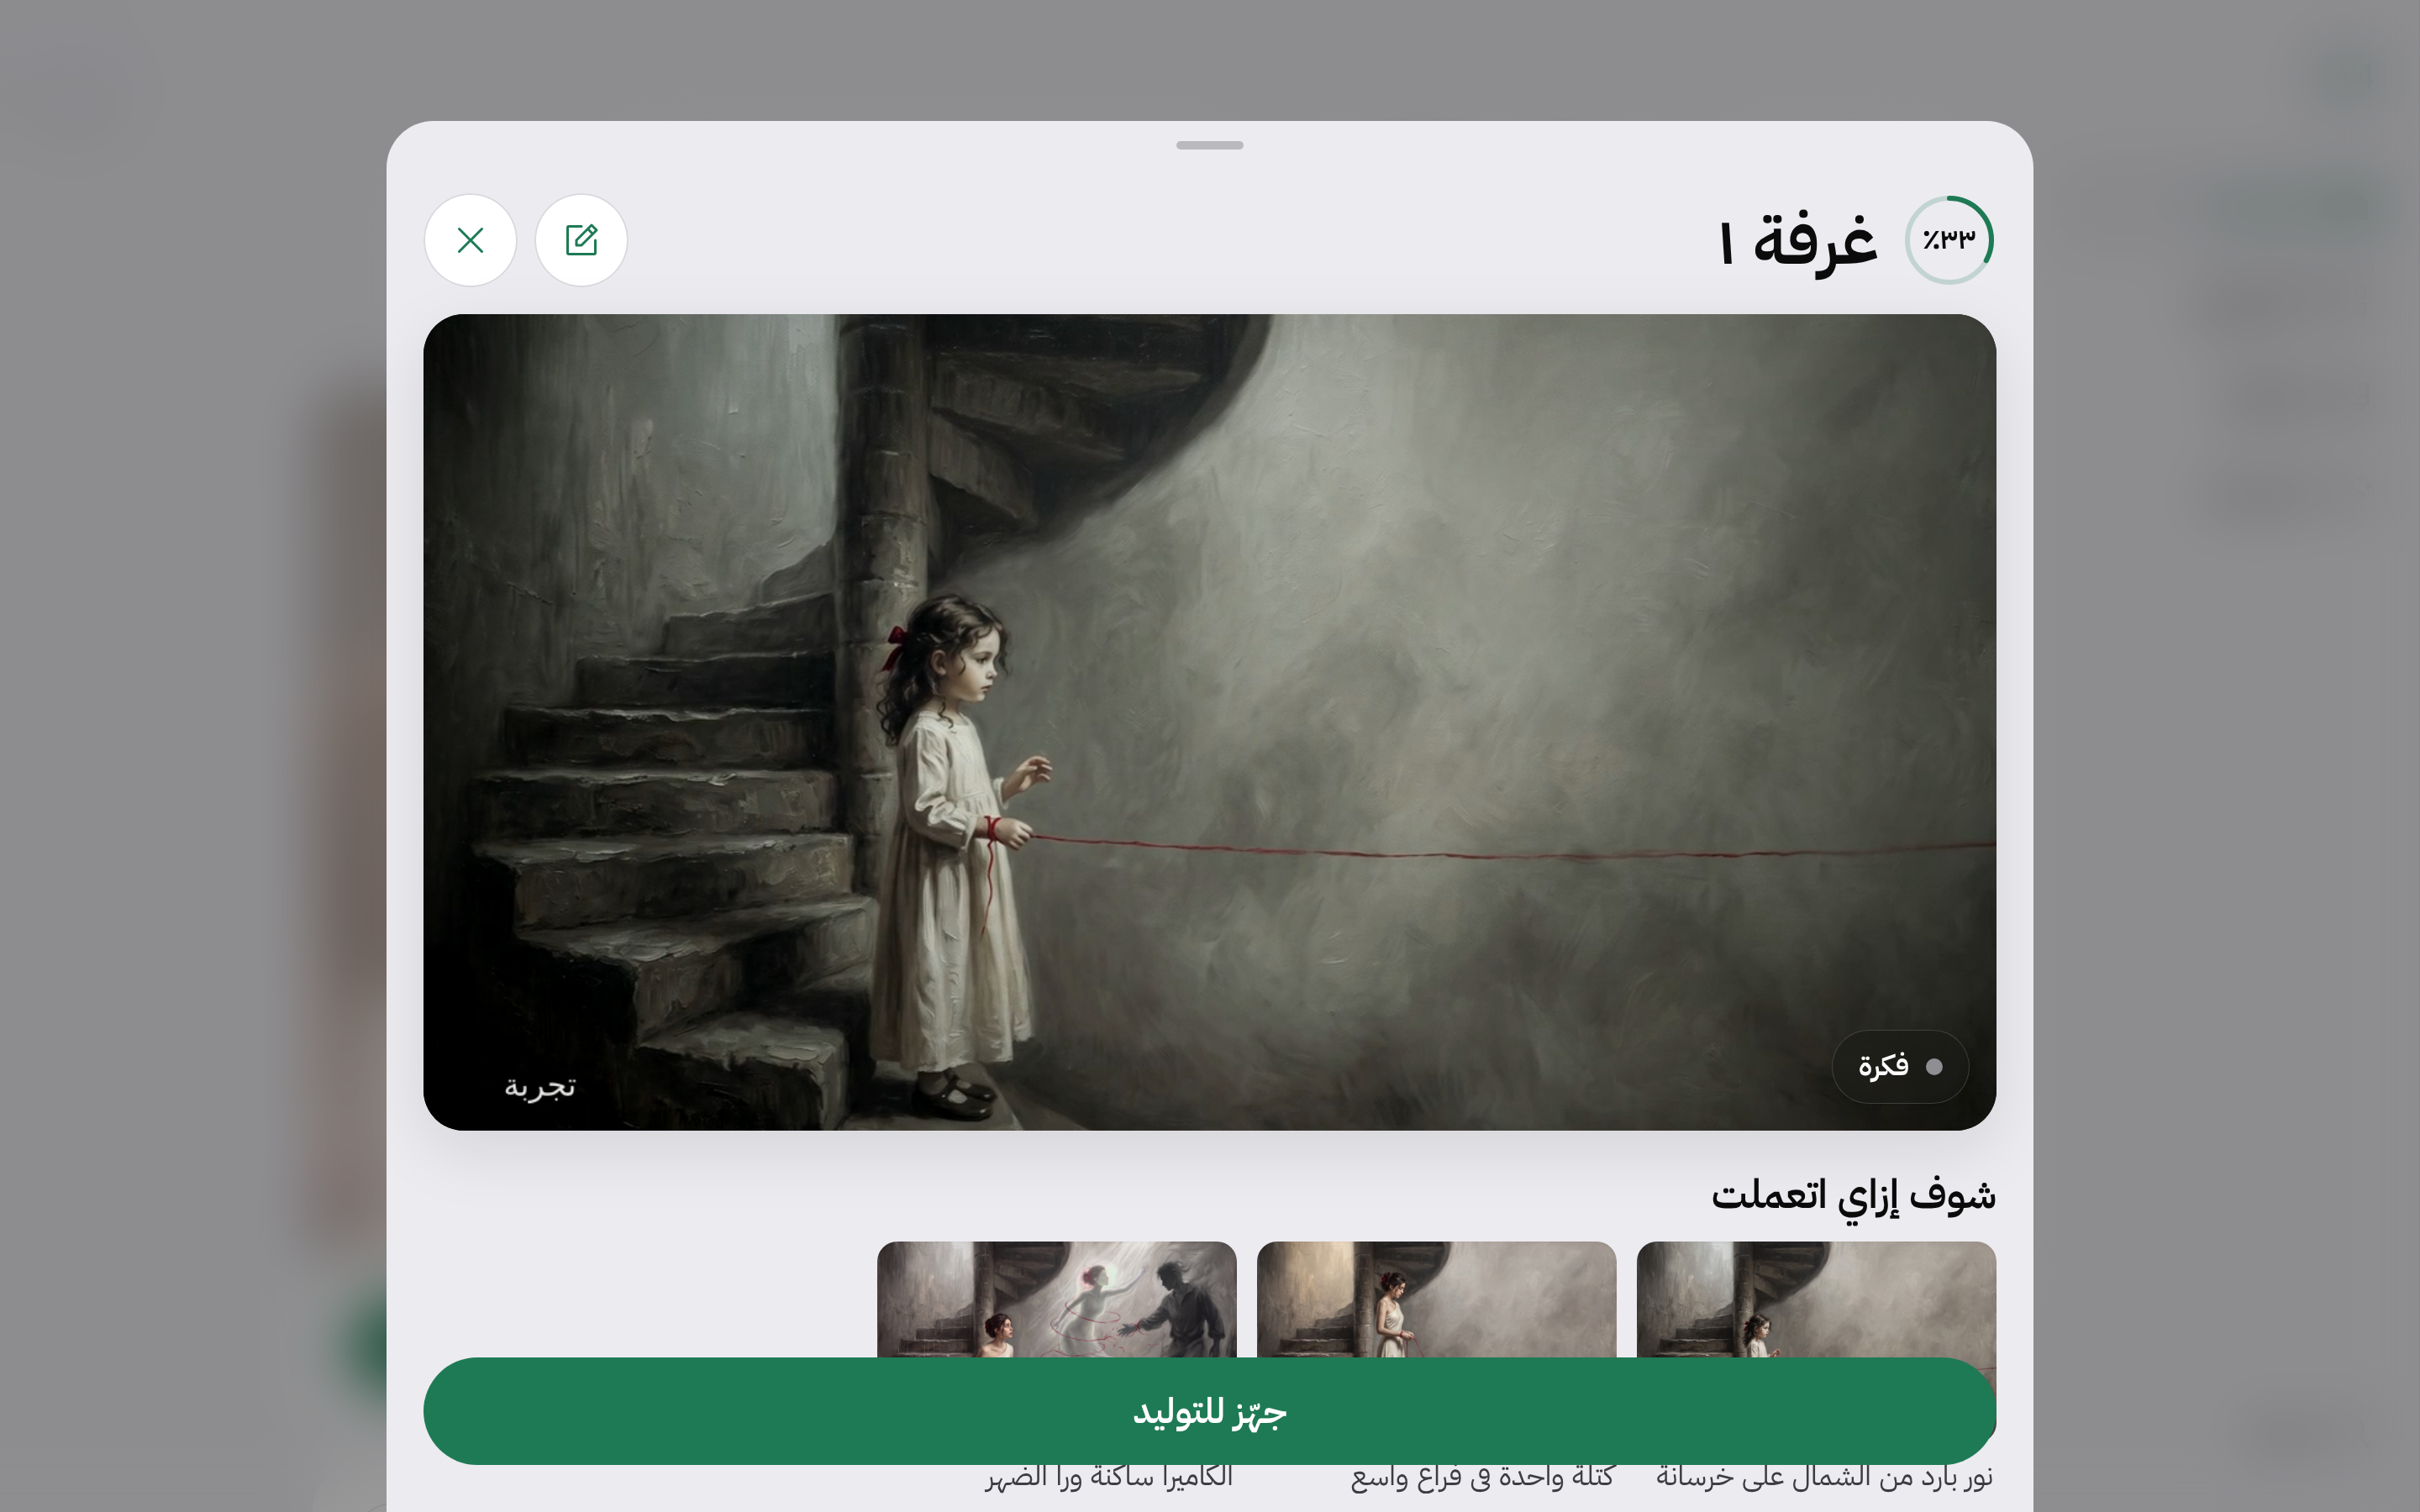 ٪٣٣
غرفة ١
فكرة
تجربة
شوف إزاي اتعملت
جهّز للتوليد
نور بارد من الشمال على خرسانة
كتلة واحدة في فراغ واسع
الكاميرا ساكنة ورا الضهر